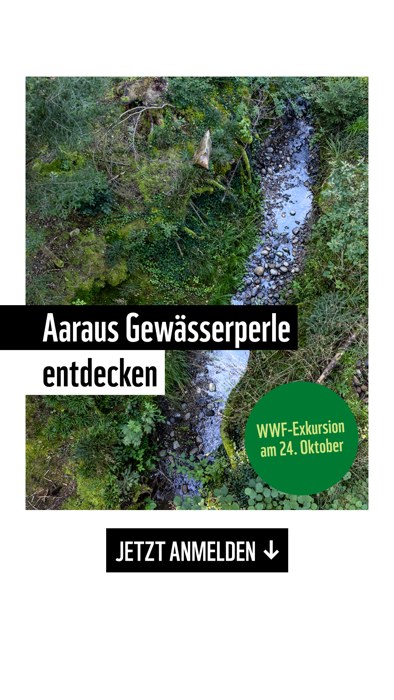 Aaraus Gewässerperle
entdecken
WWF-Exkursion
am 24. Oktober
JETZT ANMELDEN ↓